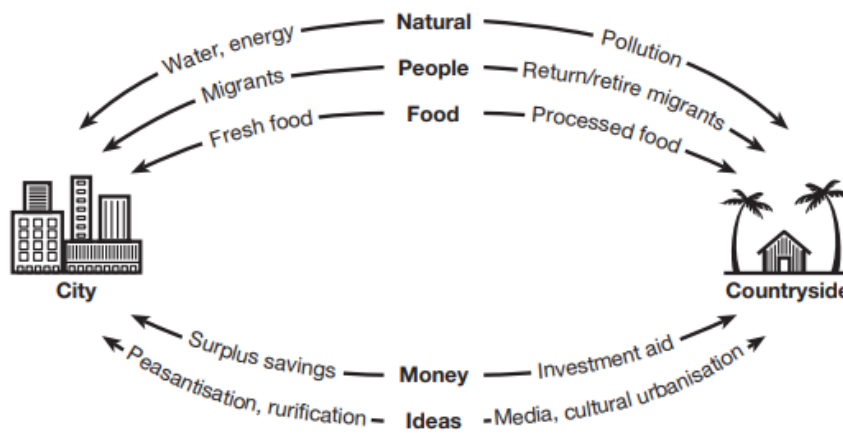 Natural
Water, energy
Pollution
People
Migrants
Return/retire migrants
Food
Fresh food
Processed food
City
Countryside
Surplus savings
Money
Investment aid
Peasantisation, rurification
Ideas
Media, cultural urbanisation